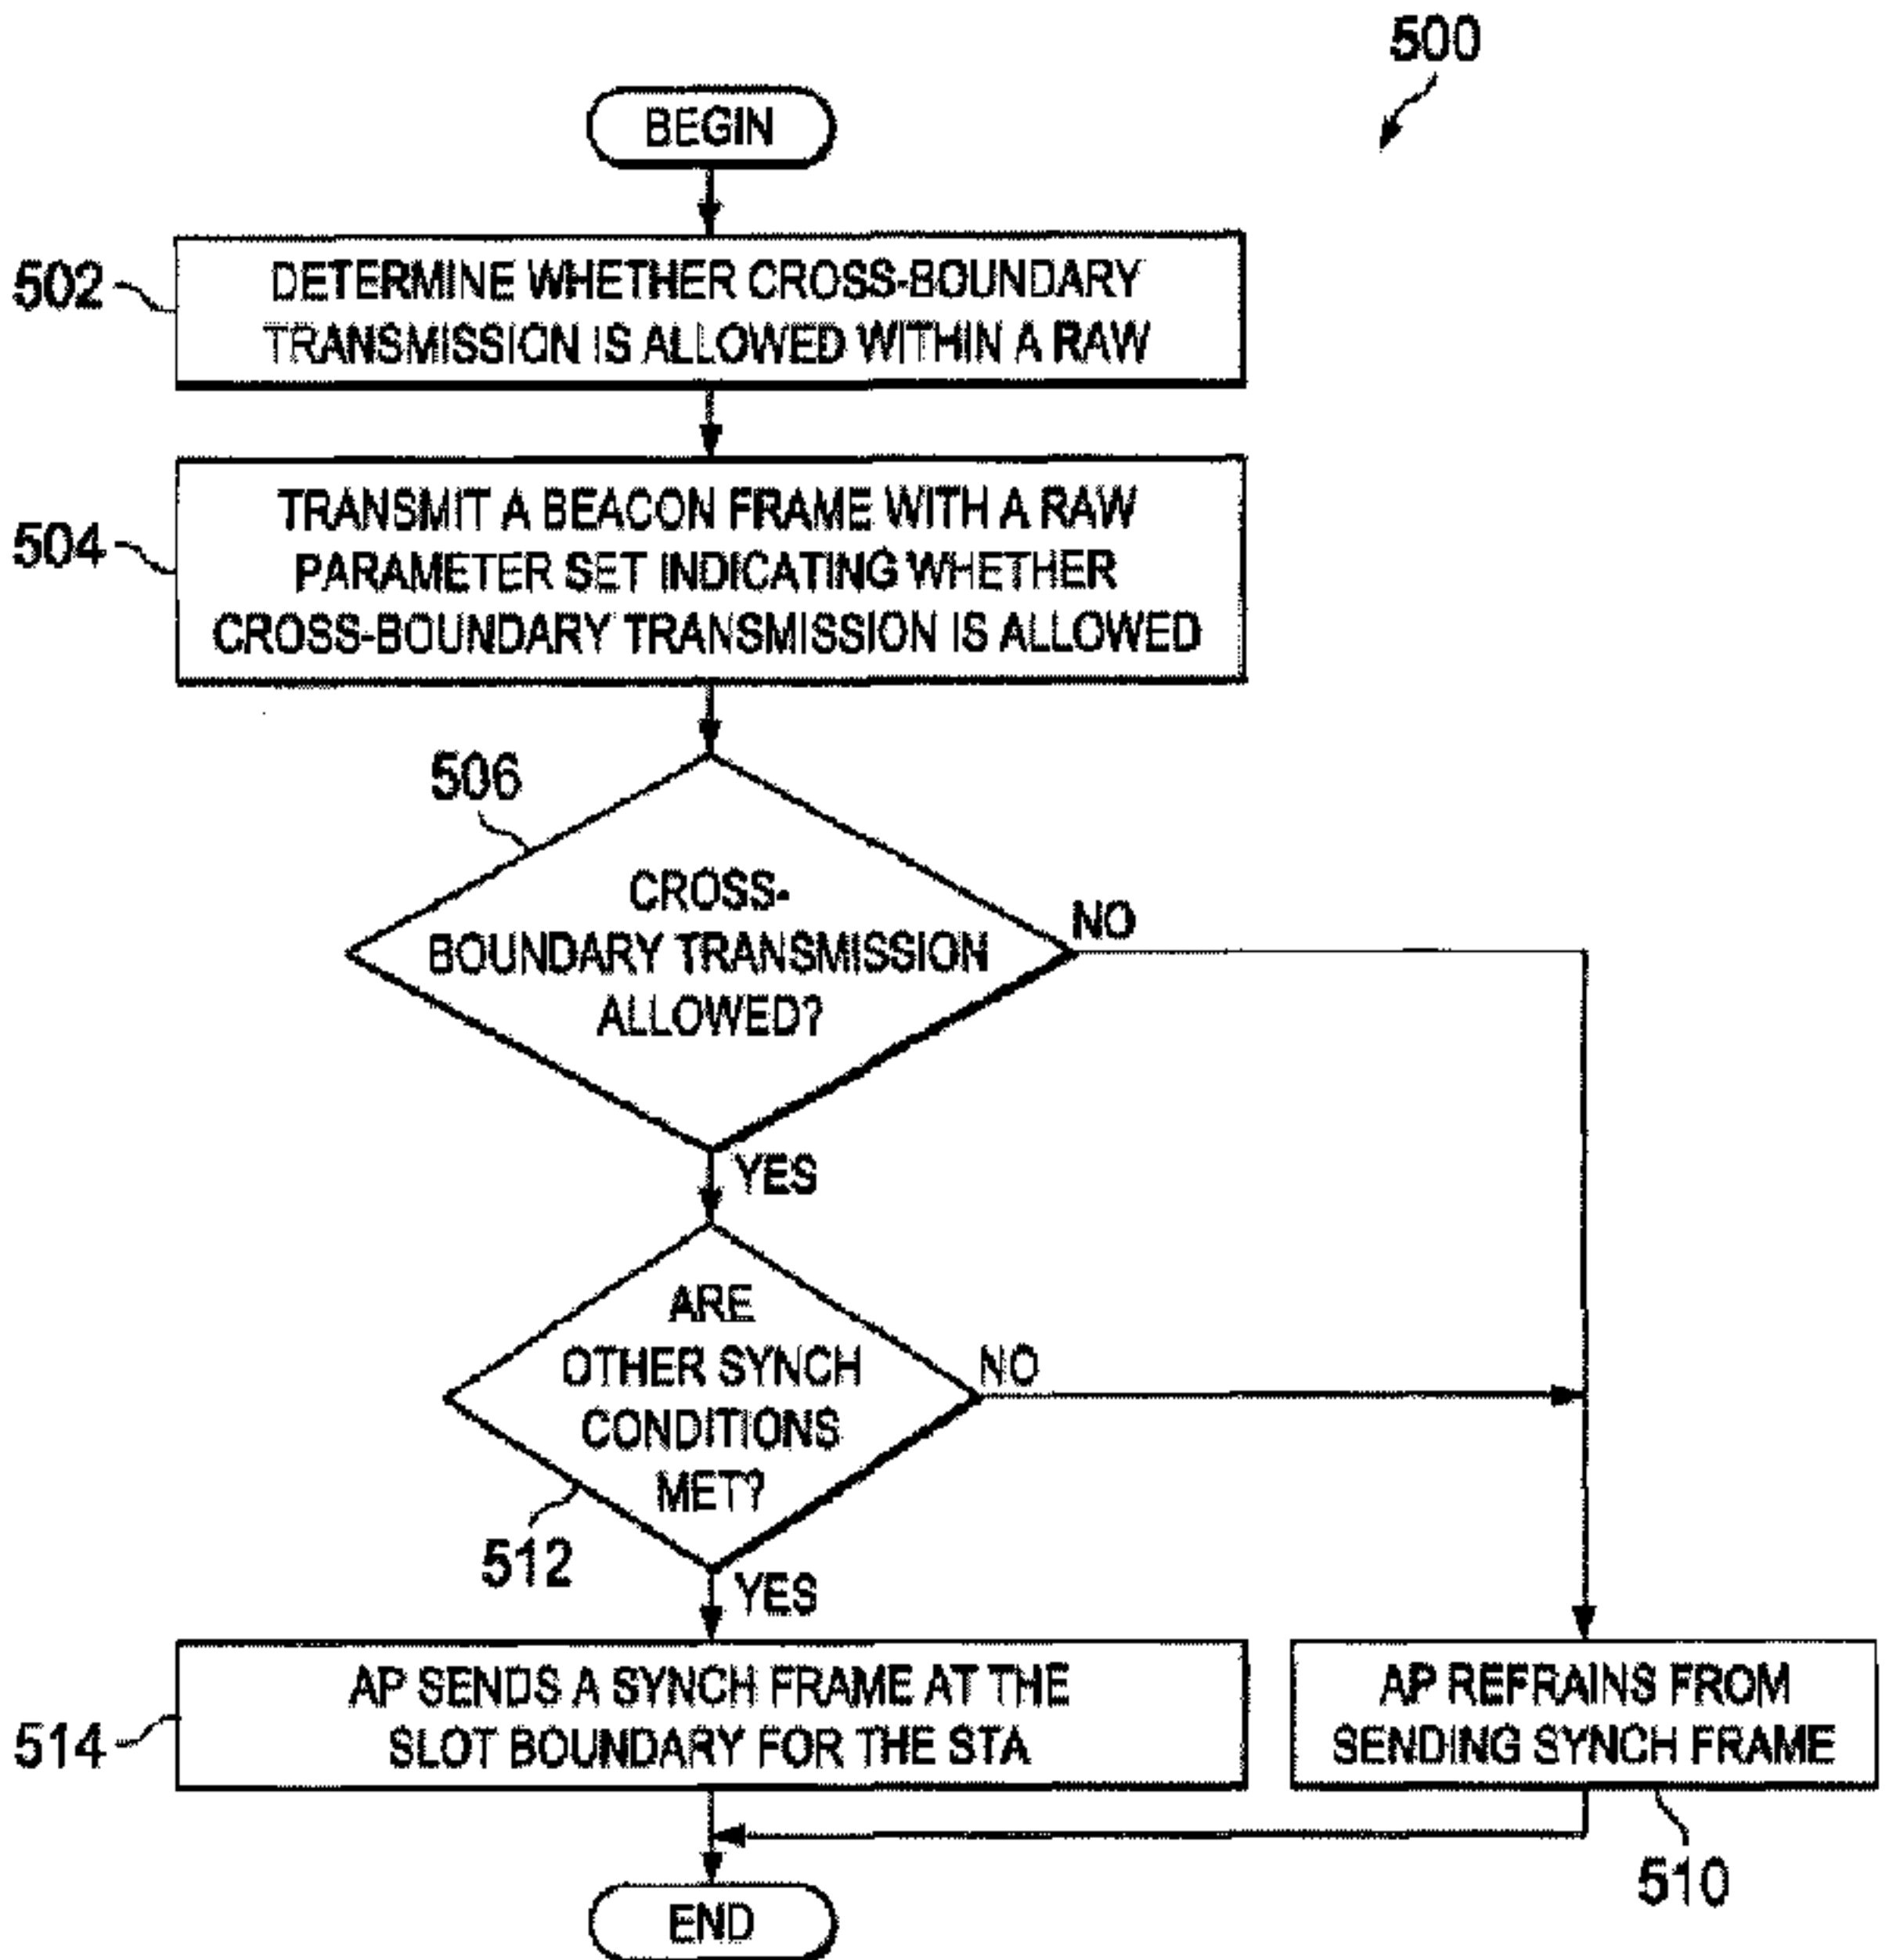 500
BEGIN
502
DETERMINE WHETHER CROSS-BOUNDARY
TRANSMISSION IS ALLOWED WITHIN A RAW
504
TRANSMIT A BEACON FRAME WITH A RAW
PARAMETER SET INDICATING WHETHER
CROSS-BOUNDARY TRANSMISSION IS ALLOWED
506
CROSS-
BOUNDARY TRANSMISSION
ALLOWED?
NO
YES
ARE
OTHER SYNCH
CONDITIONS
MET?
NO
512
YES
514
AP SENDS A SYNCH FRAME AT THE
SLOT BOUNDARY FOR THE STA
AP REFRAINS FROM
SENDING SYNCH FRAME
510
END